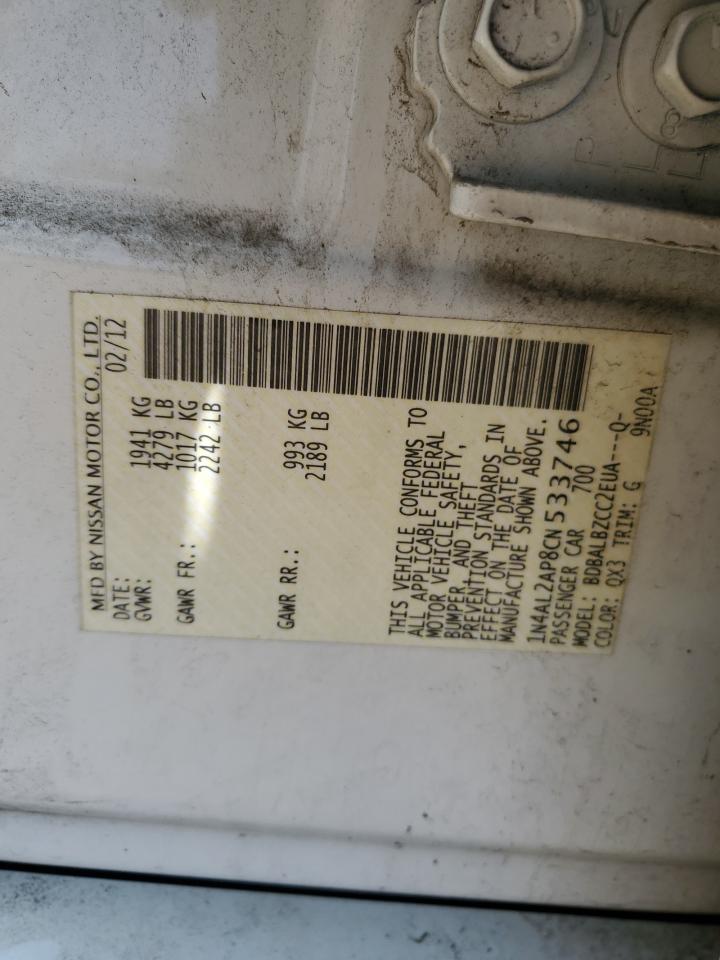 MFD BY NISSAN MOTOR CO., LTD.
DATE: 02/12
GVWR: 1941 KG
4279 LB
GAWR FR.: 1017 KG
2242 LB
GAWR RR.: 993 KG
2189 LB
THIS VEHICLE CONFORMS TO
ALL APPLICABLE FEDERAL
MOTOR VEHICLE SAFETY,
BUMPER, AND THEFT
PREVENTION STANDARDS IN
EFFECT ON THE DATE OF
MANUFACTURE SHOWN ABOVE.
1N4AL2AP8CN533746
PASSENGER CAR 700
MODEL: BDBALBZCC2EUA---Q-
COLOR: QX3 TRIM: G 9N00A